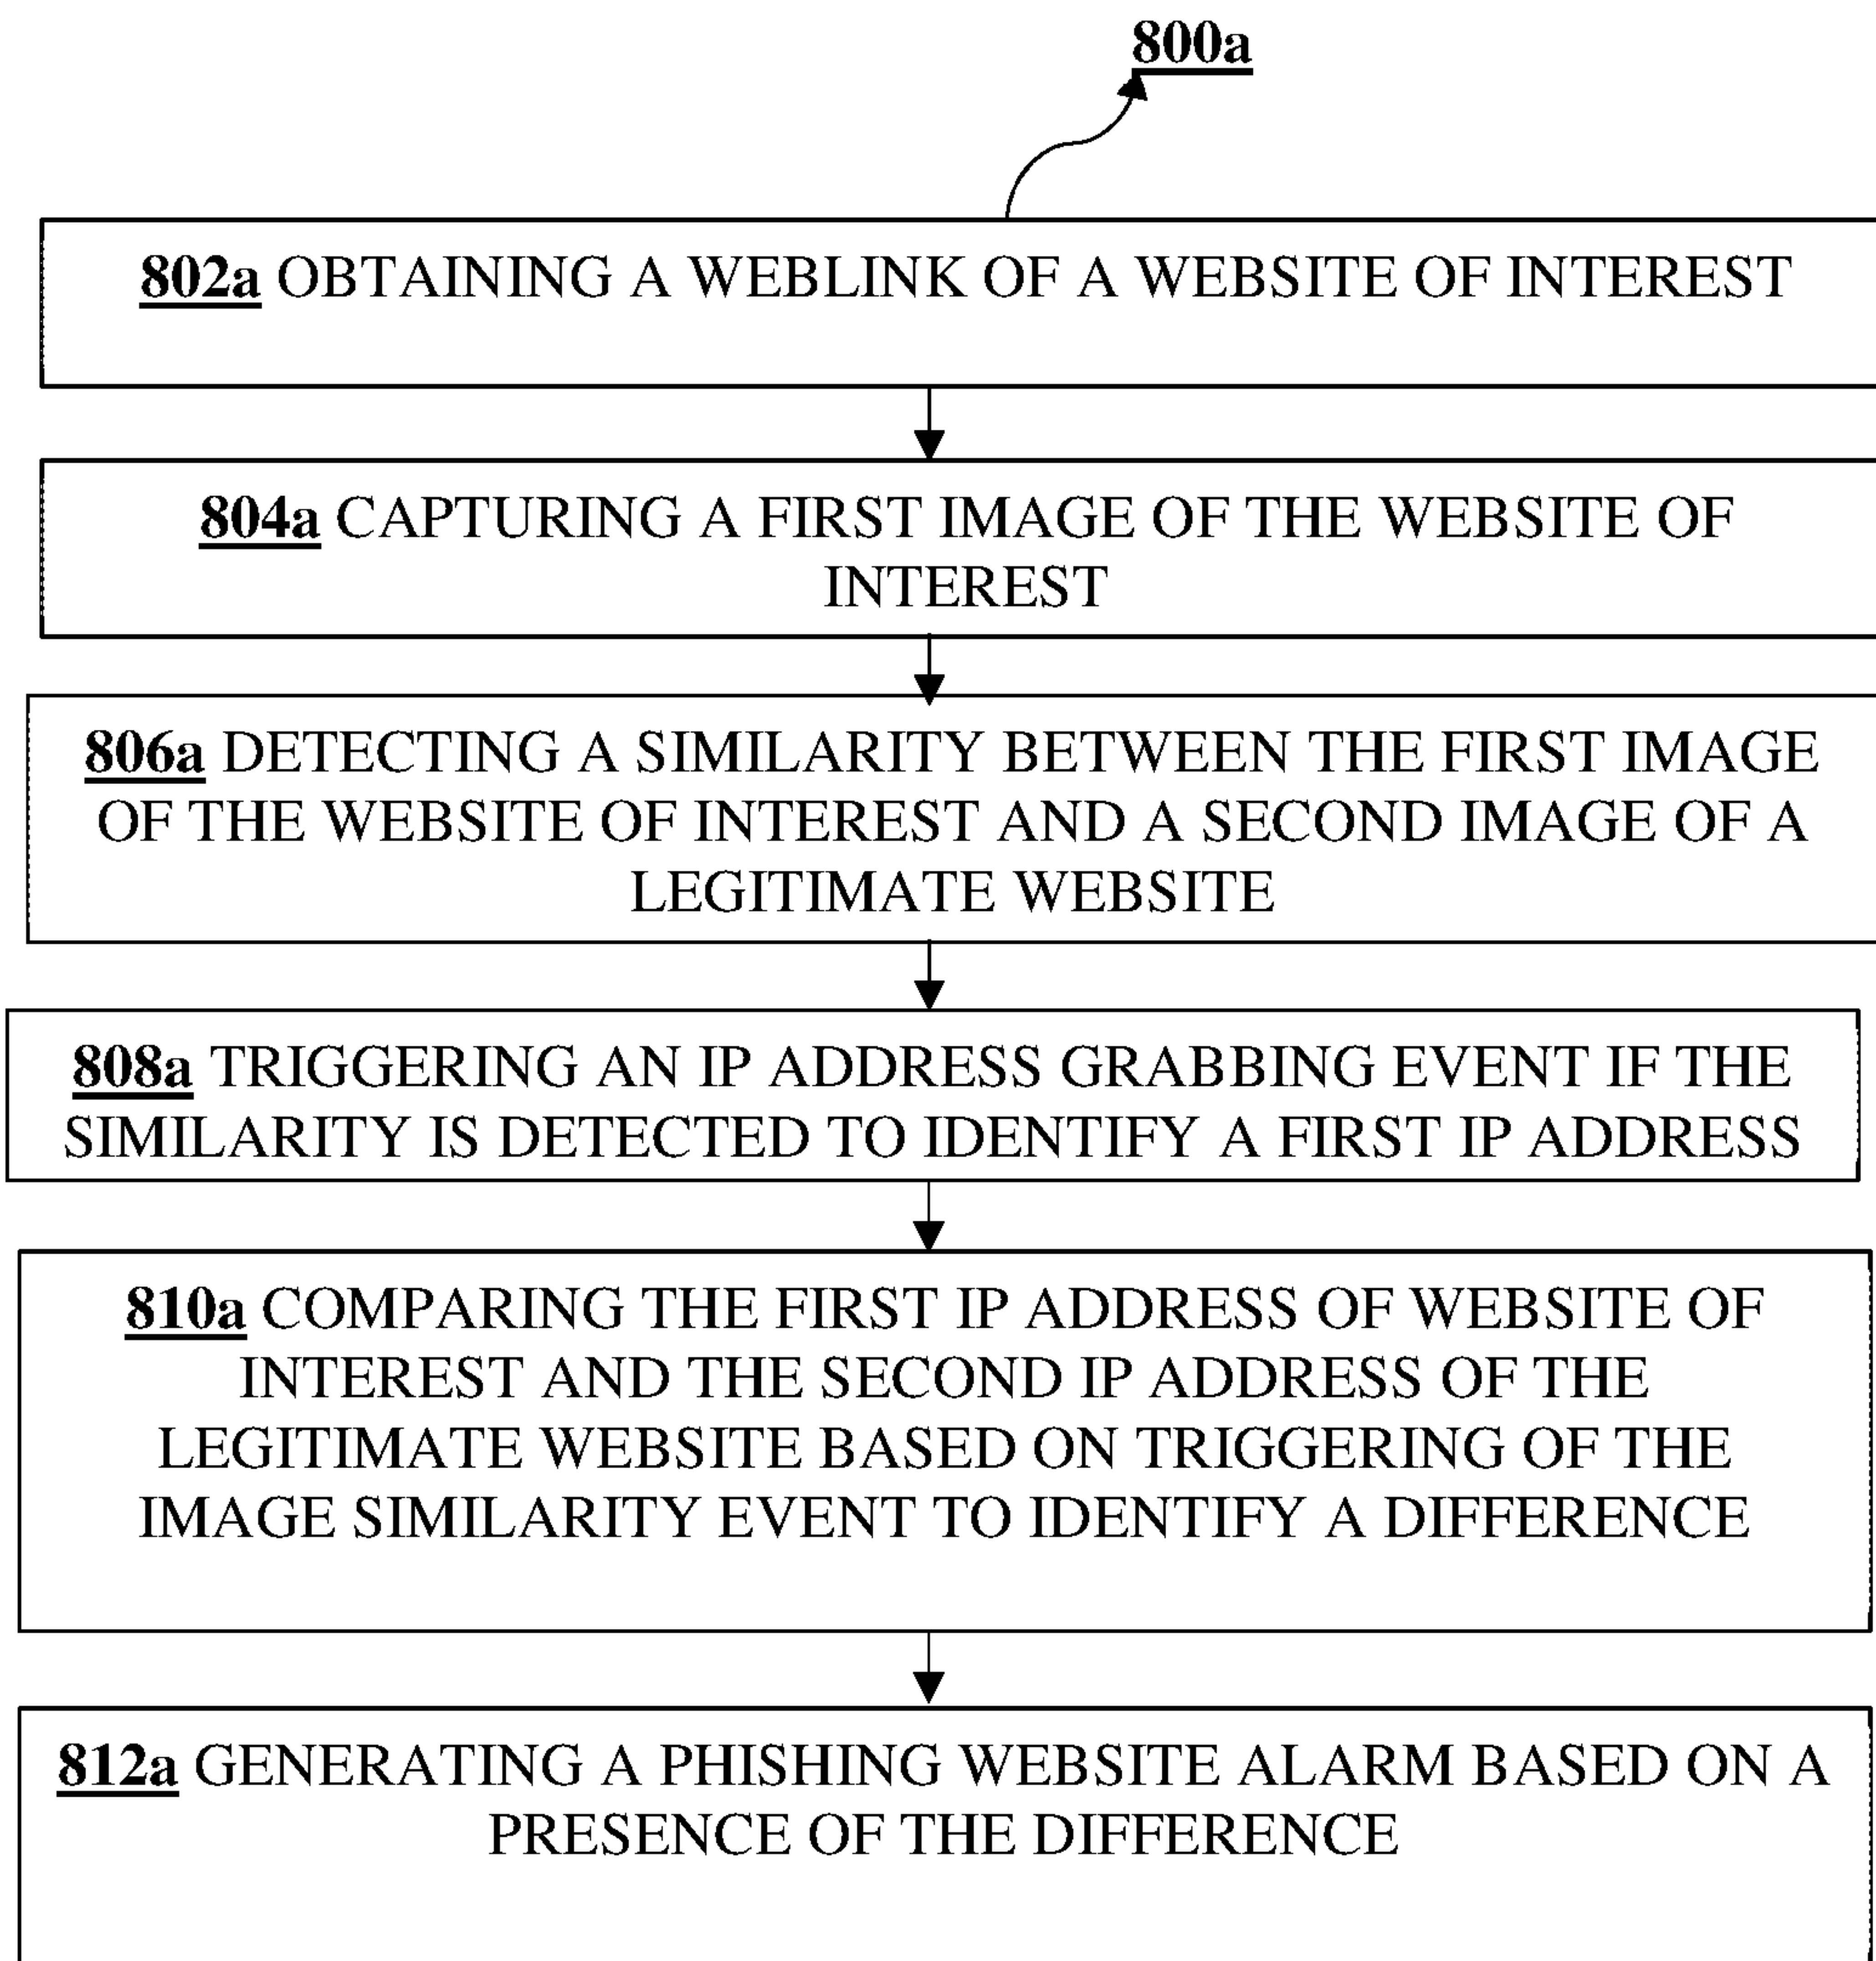 800a
802a OBTAINING A WEBLINK OF A WEBSITE OF INTEREST
804a CAPTURING A FIRST IMAGE OF THE WEBSITE OF
INTEREST
806a DETECTING A SIMILARITY BETWEEN THE FIRST IMAGE
OF THE WEBSITE OF INTEREST AND A SECOND IMAGE OF A
LEGITIMATE WEBSITE
808a TRIGGERING AN IP ADDRESS GRABBING EVENT IF THE
SIMILARITY IS DETECTED TO IDENTIFY A FIRST IP ADDRESS
810a COMPARING THE FIRST IP ADDRESS OF WEBSITE OF
INTEREST AND THE SECOND IP ADDRESS OF THE
LEGITIMATE WEBSITE BASED ON TRIGGERING OF THE
IMAGE SIMILARITY EVENT TO IDENTIFY A DIFFERENCE
812a GENERATING A PHISHING WEBSITE ALARM BASED ON A
PRESENCE OF THE DIFFERENCE